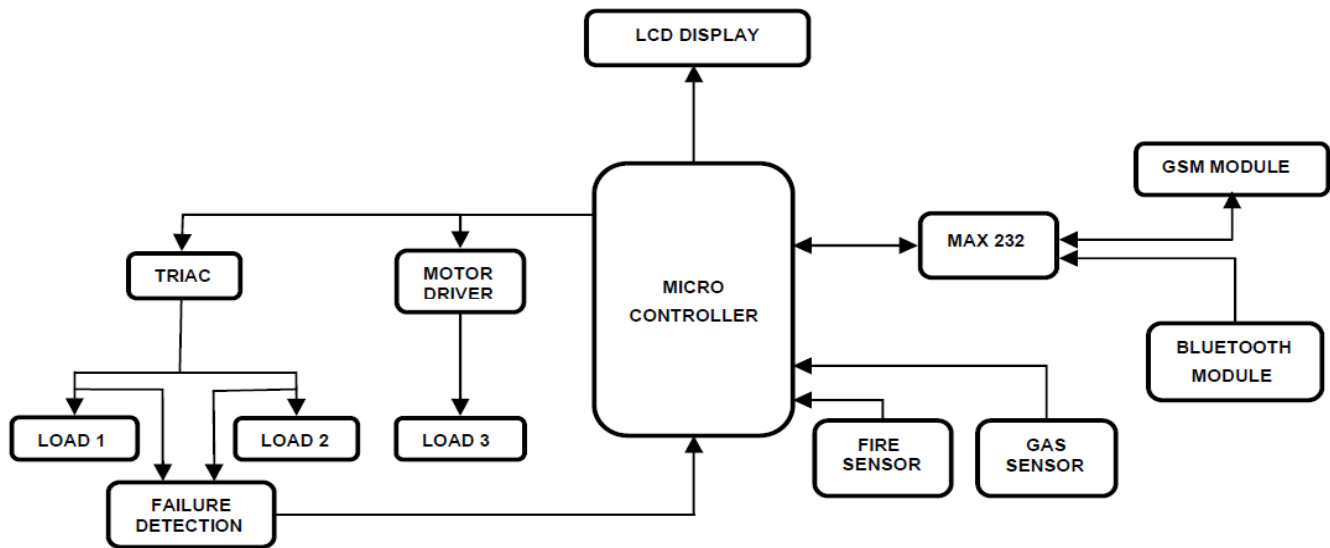 LCD DISPLAY
GSM MODULE
MAX 232
TRIAC
MOTOR
DRIVER
MICRO
CONTROLLER
BLUETOOTH
MODULE
LOAD 1
LOAD 2
LOAD 3
FIRE
SENSOR
GAS
SENSOR
FAILURE
DETECTION